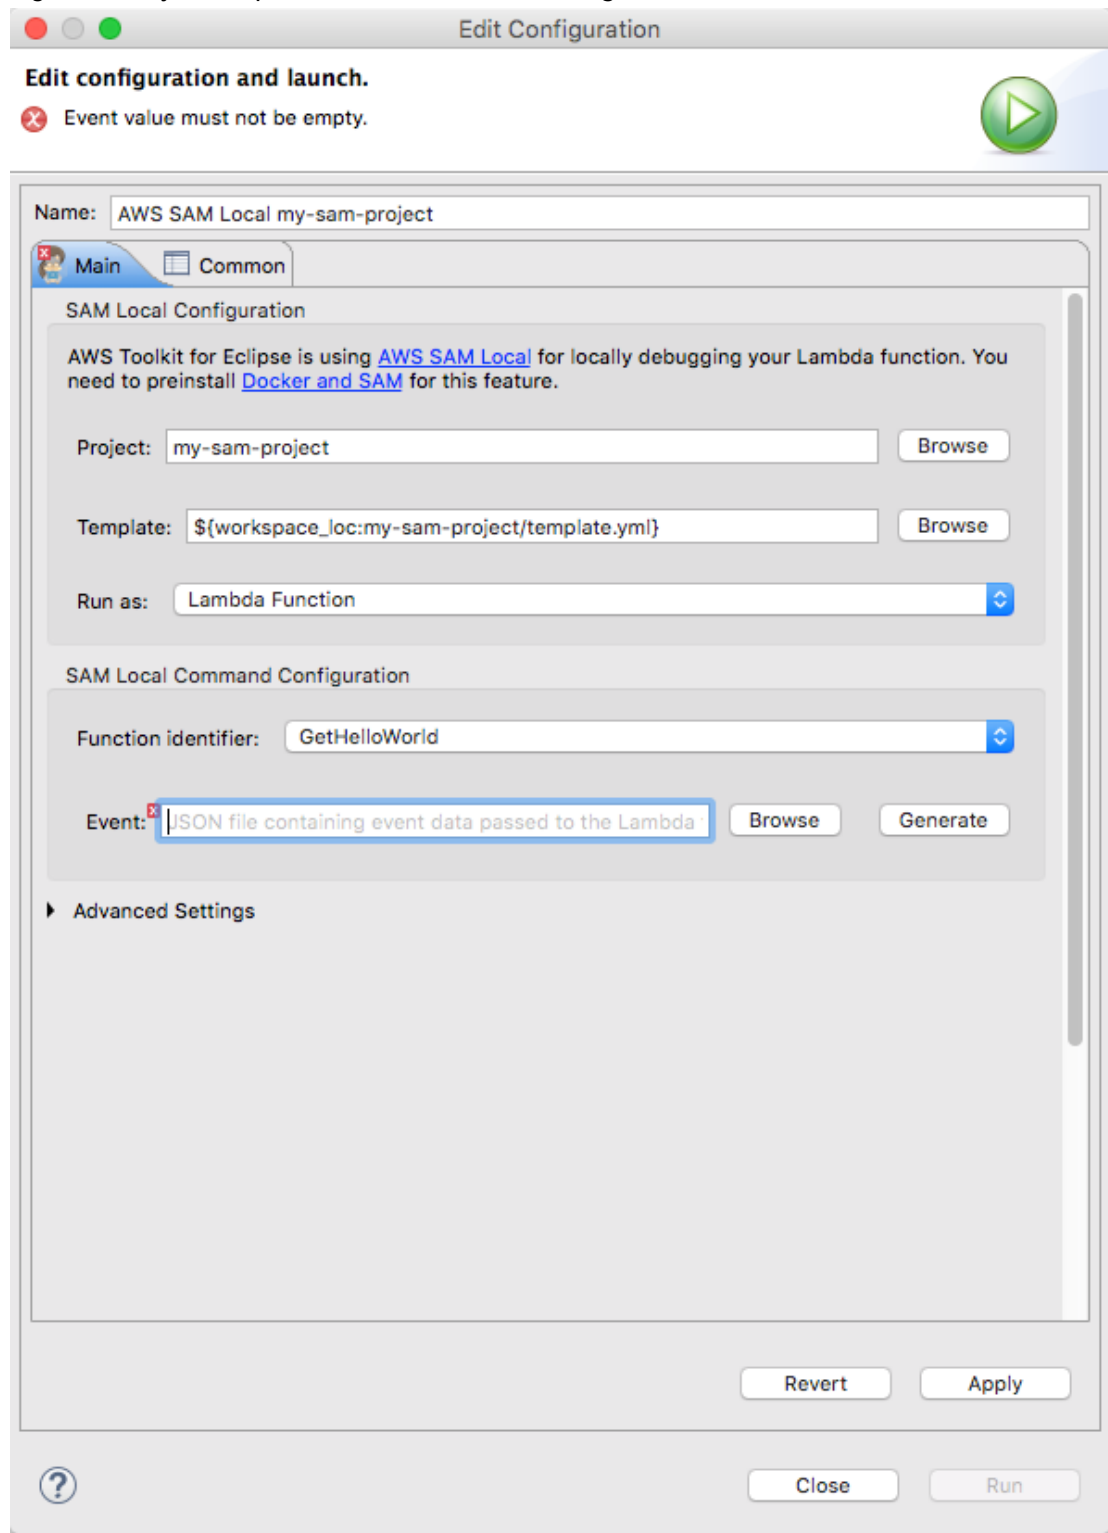 Edit Configuration
Edit configuration and launch.
Event value must not be empty.
Name: AWS SAM Local my-sam-project
Main Common
SAM Local Configuration
AWS Toolkit for Eclipse is using AWS SAM Local for locally debugging your Lambda function. You
need to preinstall Docker and SAM for this feature.
Project: my-sam-project Browse
Template: ${workspace_loc:my-sam-project/template.yml} Browse
Run as: Lambda Function
SAM Local Command Configuration
Function identifier: GetHelloWorld
Event: JSON file containing event data passed to the Lambda Browse Generate
Advanced Settings
Revert Apply
? Close Run